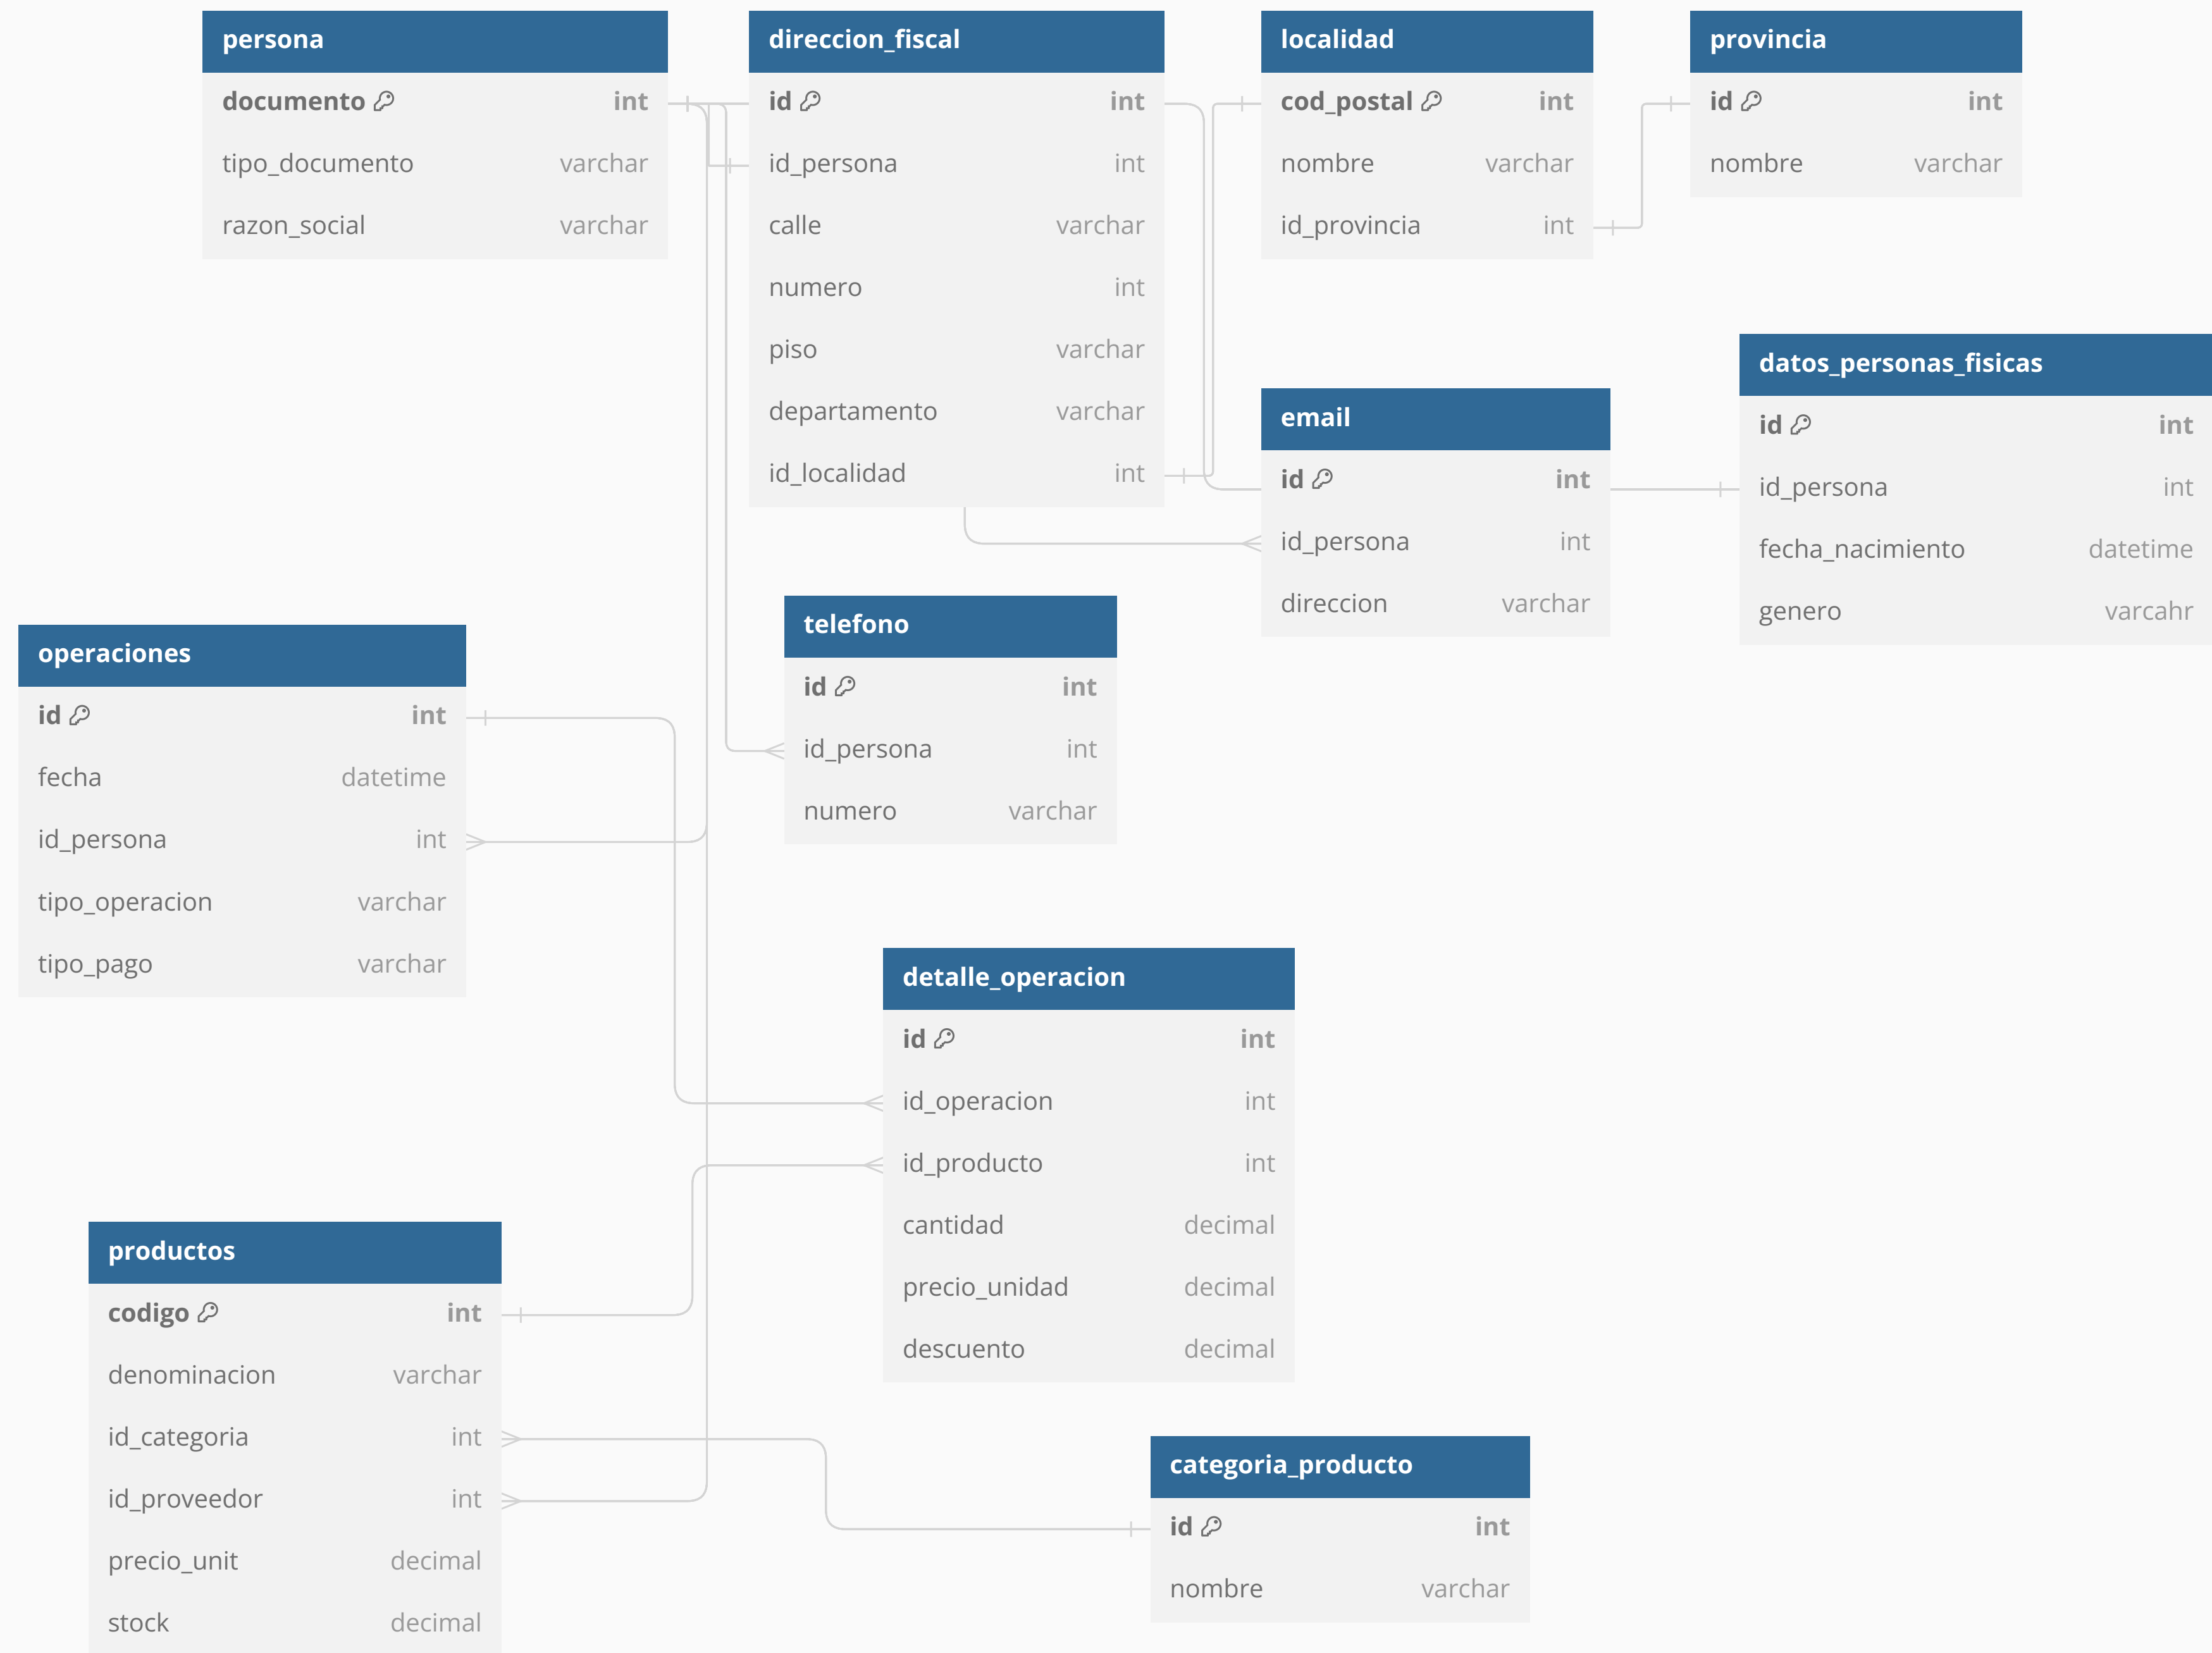 persona
documento int
tipo_documento varchar
razon_social varchar
direccion_fiscal
id int
id_persona int
calle varchar
numero int
piso varchar
departamento varchar
id_localidad int
localidad
cod_postal int
nombre varchar
id_provincia int
provincia
id int
nombre varchar
datos_personas_fisicas
id int
id_persona int
fecha_nacimiento datetime
genero varcahr
email
id int
id_persona int
direccion varchar
telefono
id int
id_persona int
numero varchar
operaciones
id int
fecha datetime
id_persona int
tipo_operacion varchar
tipo_pago varchar
detalle_operacion
id int
id_operacion int
id_producto int
cantidad decimal
precio_unidad decimal
descuento decimal
productos
codigo int
denominacion varchar
id_categoria int
id_proveedor int
precio_unit decimal
stock decimal
categoria_producto
id int
nombre varchar